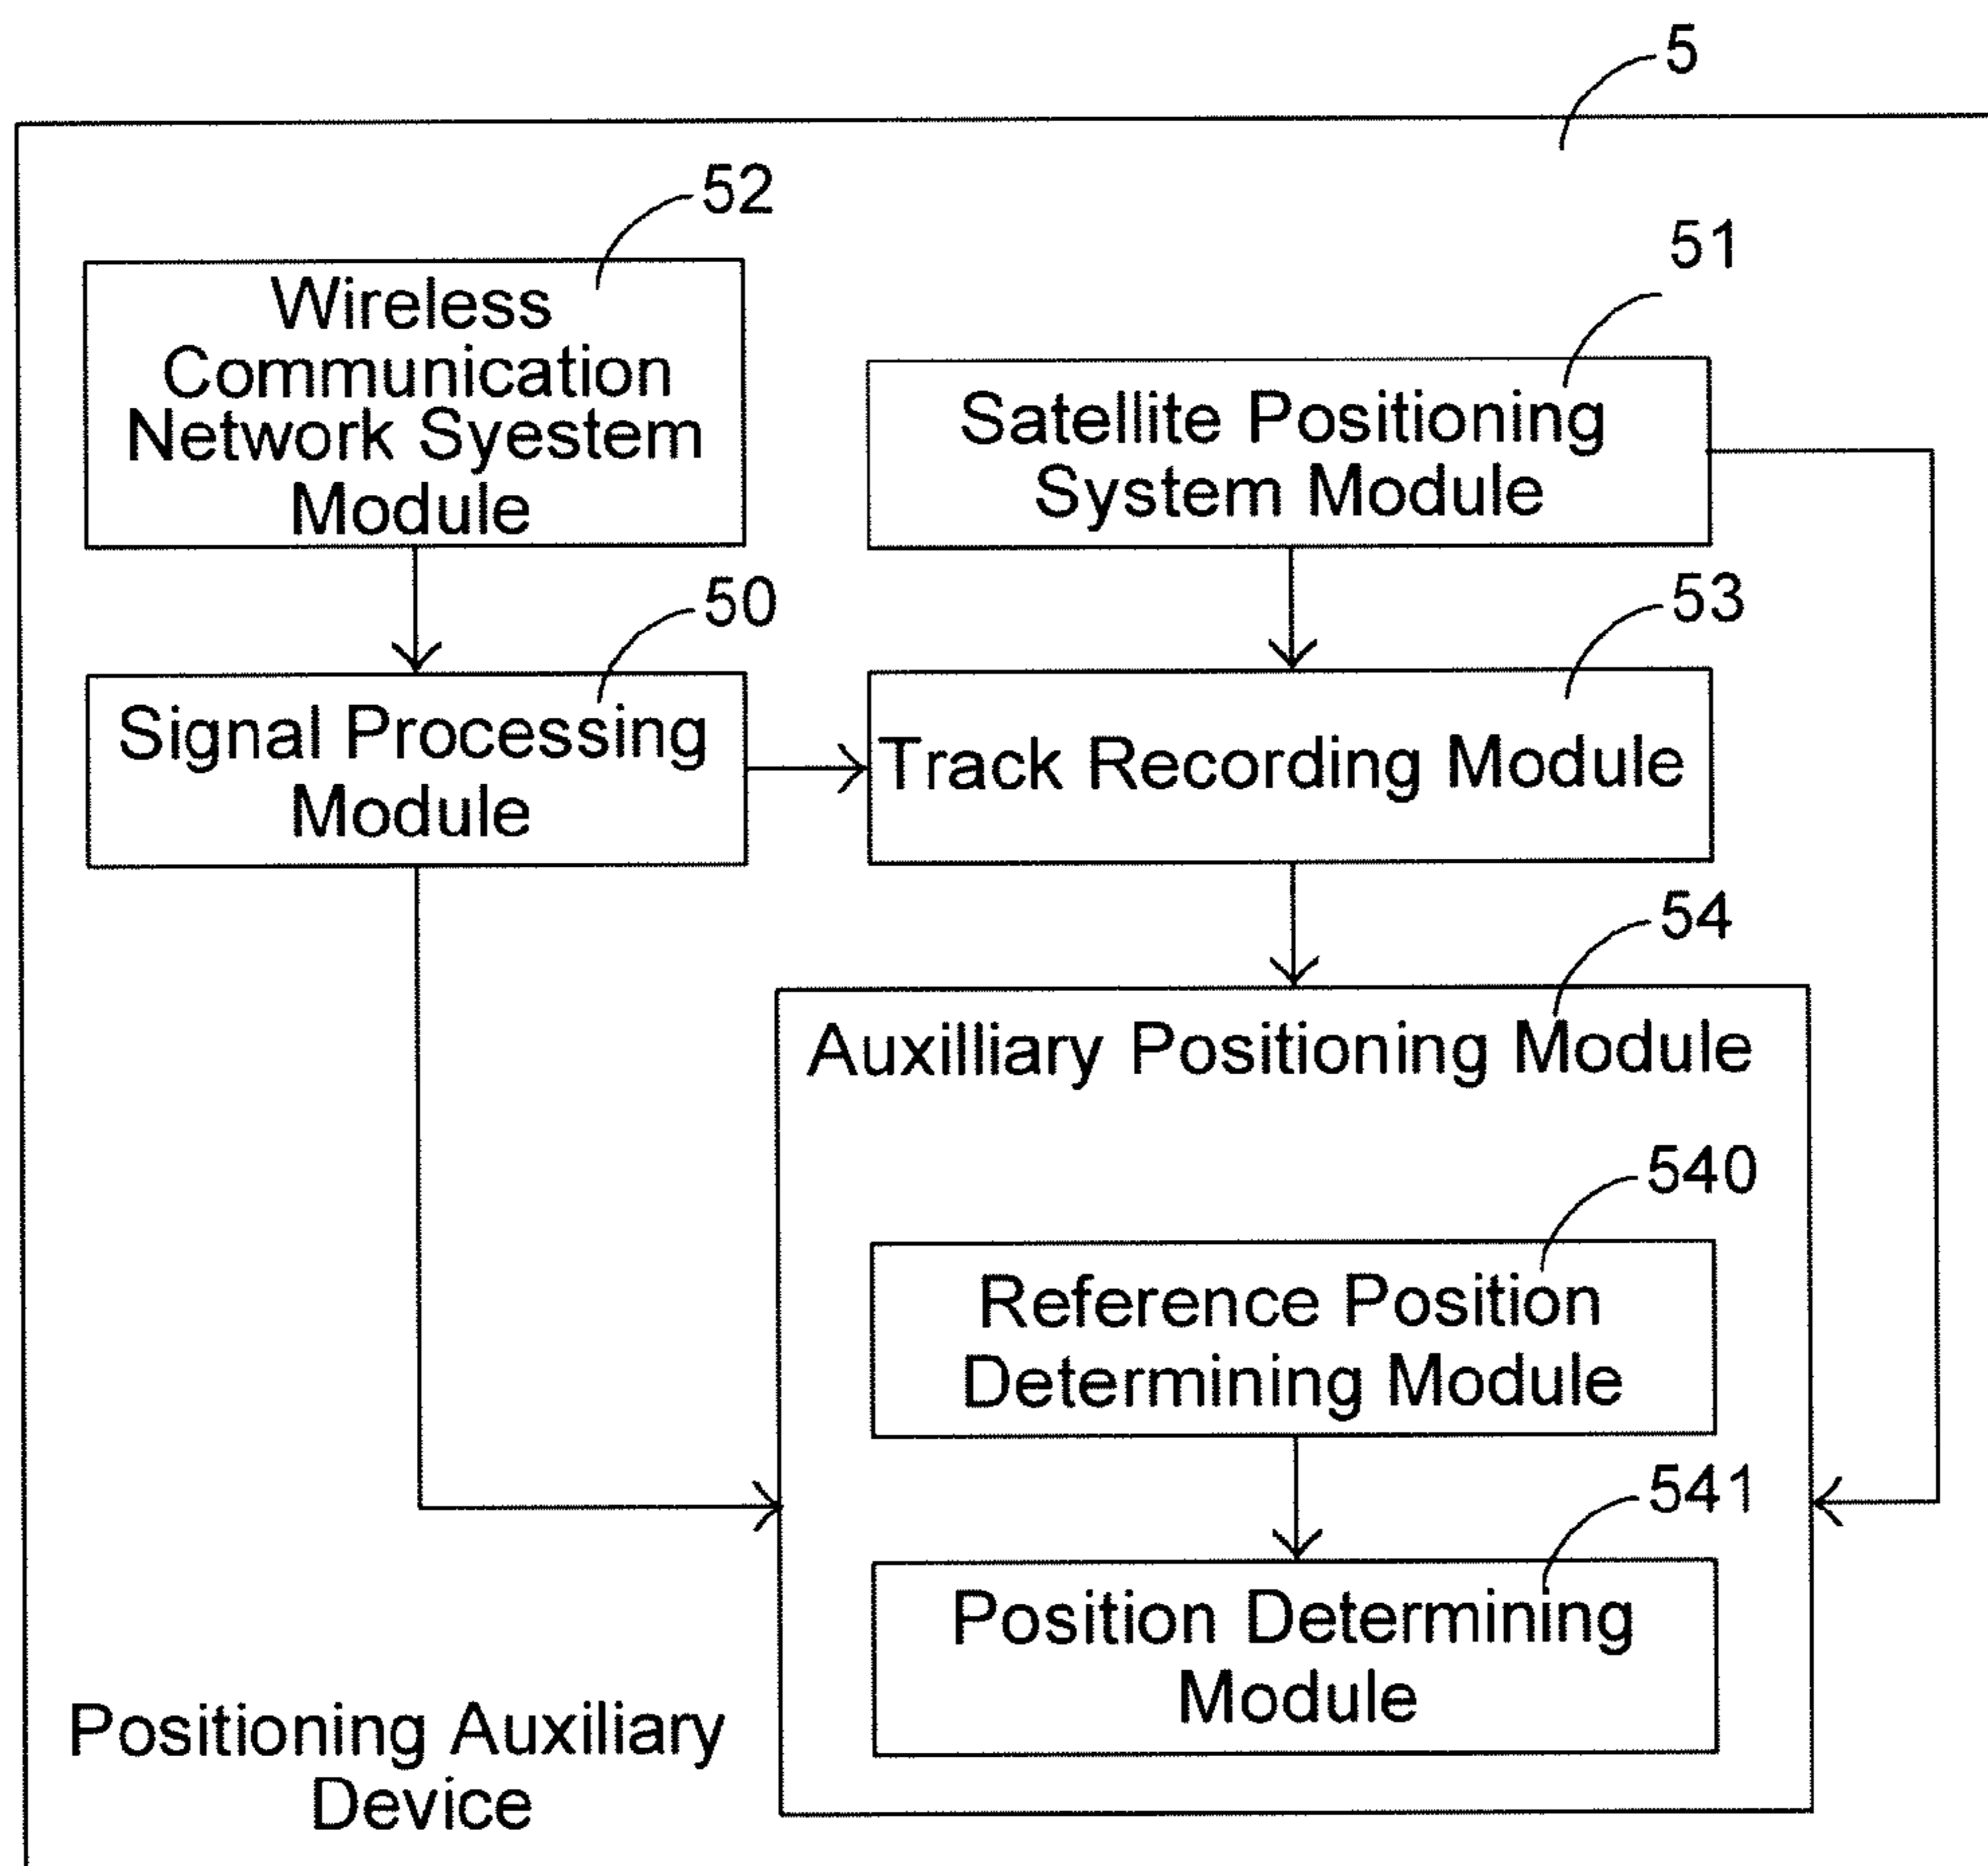 5
52
Wireless
Communication
Network Syestem
Module
51
Satellite Positioning
System Module
50
Signal Processing
Module
53
Track Recording Module
54
Auxilliary Positioning Module
540
Reference Position
Determining Module
541
Position Determining
Module
Positioning Auxiliary
Device